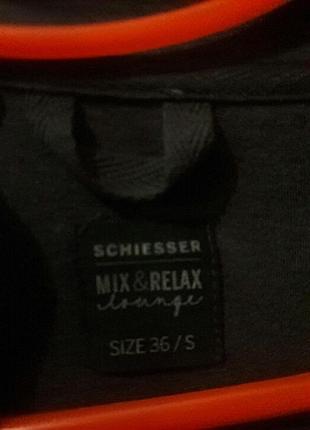 SCHIESSER
MIX&RELAX
lounge
SIZE 36/S